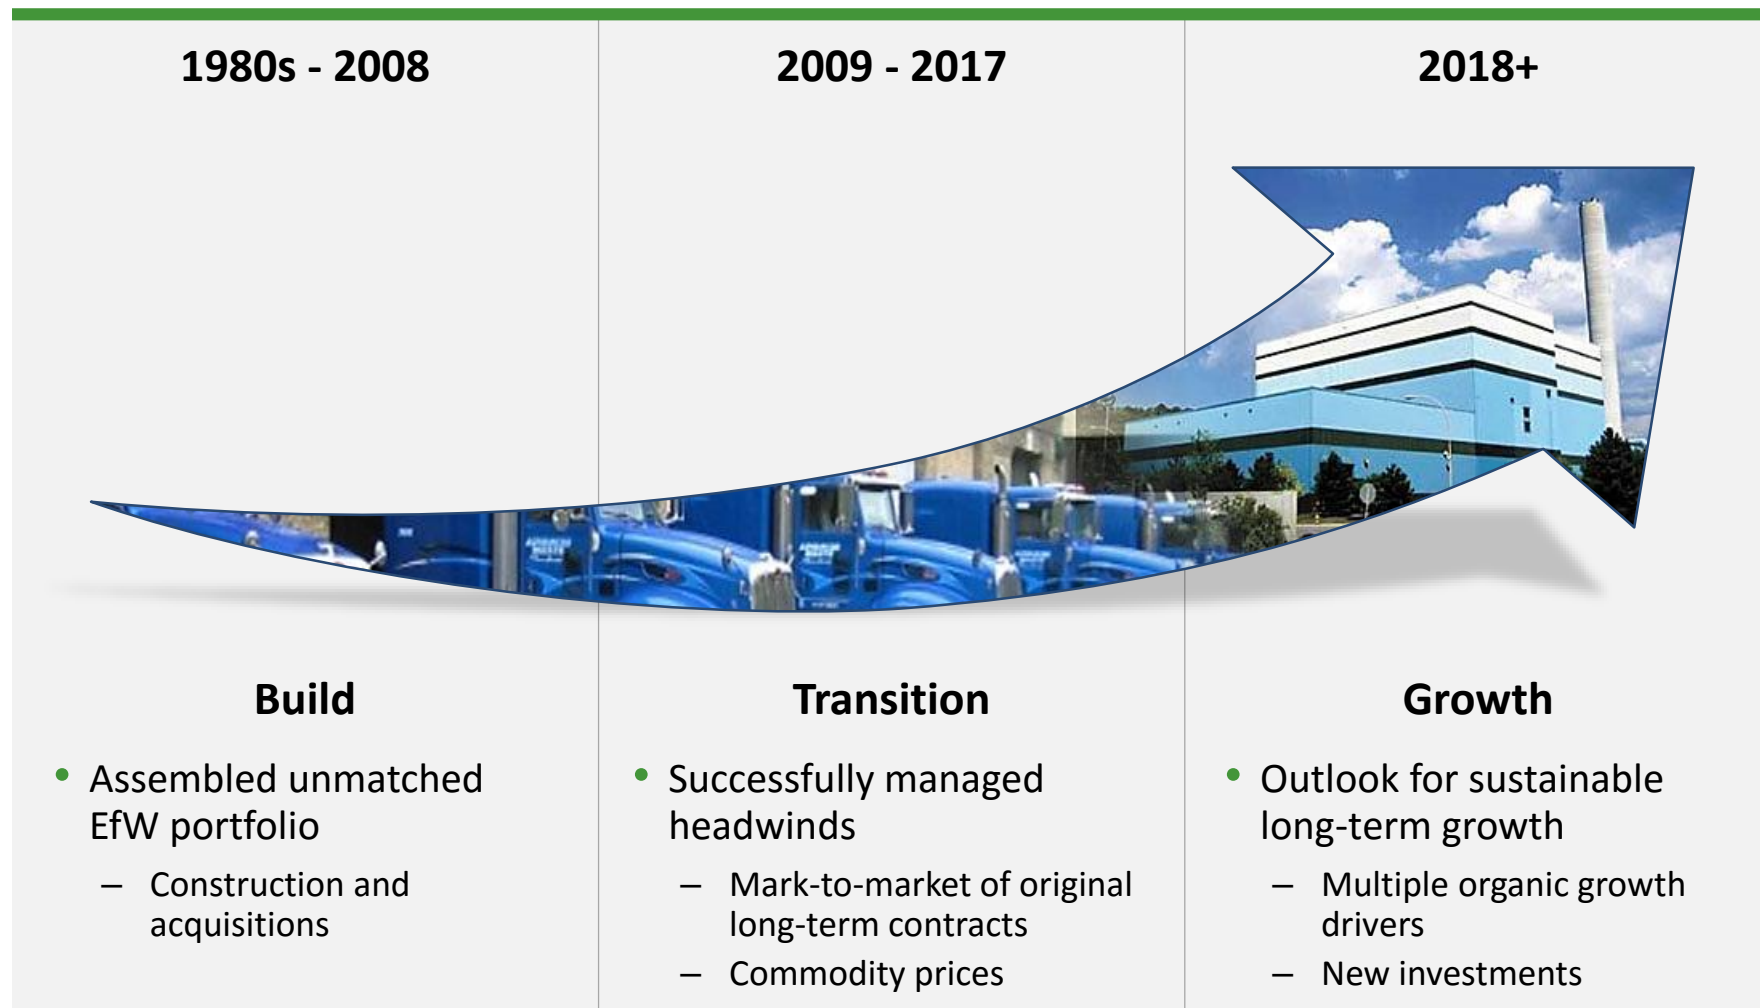 1980s - 2008
2009 - 2017
2018+
Build
• Assembled unmatched
EfW portfolio
– Construction and
acquisitions
Transition
• Successfully managed
headwinds
– Mark-to-market of original
long-term contracts
– Commodity prices
Growth
• Outlook for sustainable
long-term growth
– Multiple organic growth
drivers
– New investments